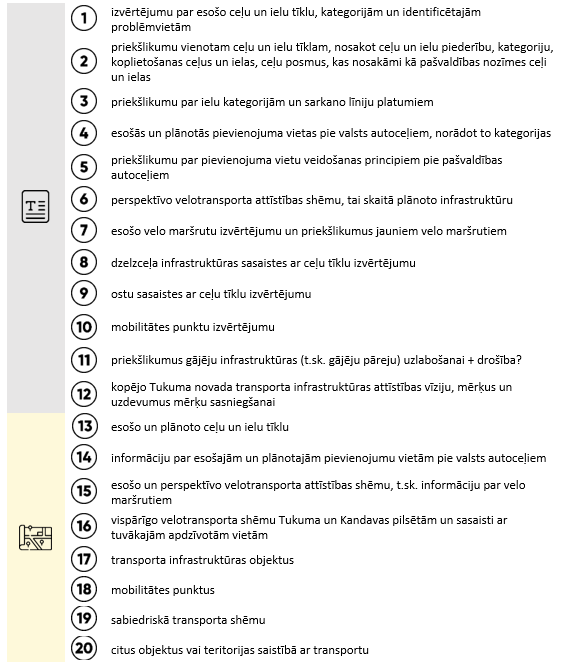 1 izvērtējumu par esošo ceļu un ielu tīklu, kategorijām un identificētajām
problēmvietām
2 priekšlikumu vienotam ceļu un ielu tīklam, nosakot ceļu un ielu piederību, kategoriju,
koplietošanas ceļus un ielas, ceļu posmus, kas nosakāmi kā pašvaldības nozīmes ceļi
un ielas
3 priekšlikumu par ielu kategorijām un sarkano līniju platumiem
4 esošās un plānotās pievienojuma vietas pie valsts autoceļiem, norādot to kategorijas
5 priekšlikumu par pievienojuma vietu veidošanas principiem pie pašvaldības
autoceļiem
TΞ
6 perspektīvo velotransporta attīstības shēmu, tai skaitā plānoto infrastruktūru
7 esošo velo maršrutu izvērtējumu un priekšlikumus jauniem velo maršrutiem
8 dzelzceļa infrastruktūras sasaistes ar ceļu tīklu izvērtējumu
9 ostu sasaistes ar ceļu tīklu izvērtējumu
10 mobilitātes punktu izvērtējumu
11 priekšlikumus gājēju infrastruktūras (t.sk. gājēju pāreju) uzlabošanai + drošība?
12 kopējo Tukuma novada transporta infrastruktūras attīstības vīziju, mērķus un
uzdevumus mērķu sasniegšanai
13 esošo un plānoto ceļu un ielu tīklu
14 informāciju par esošajām un plānotajām pievienojumu vietām pie valsts autoceļiem
15 esošo un perspektīvo velotransporta attīstības shēmu, t.sk. informāciju par velo
maršrutiem
16 vispārīgo velotransporta shēmu Tukuma un Kandavas pilsētām un sasaisti ar
tuvākajām apdzīvotām vietām
17 transporta infrastruktūras objektus
18 mobilitātes punktus
19 sabiedriskā transporta shēmu
20 citus objektus vai teritorijas saistībā ar transportu